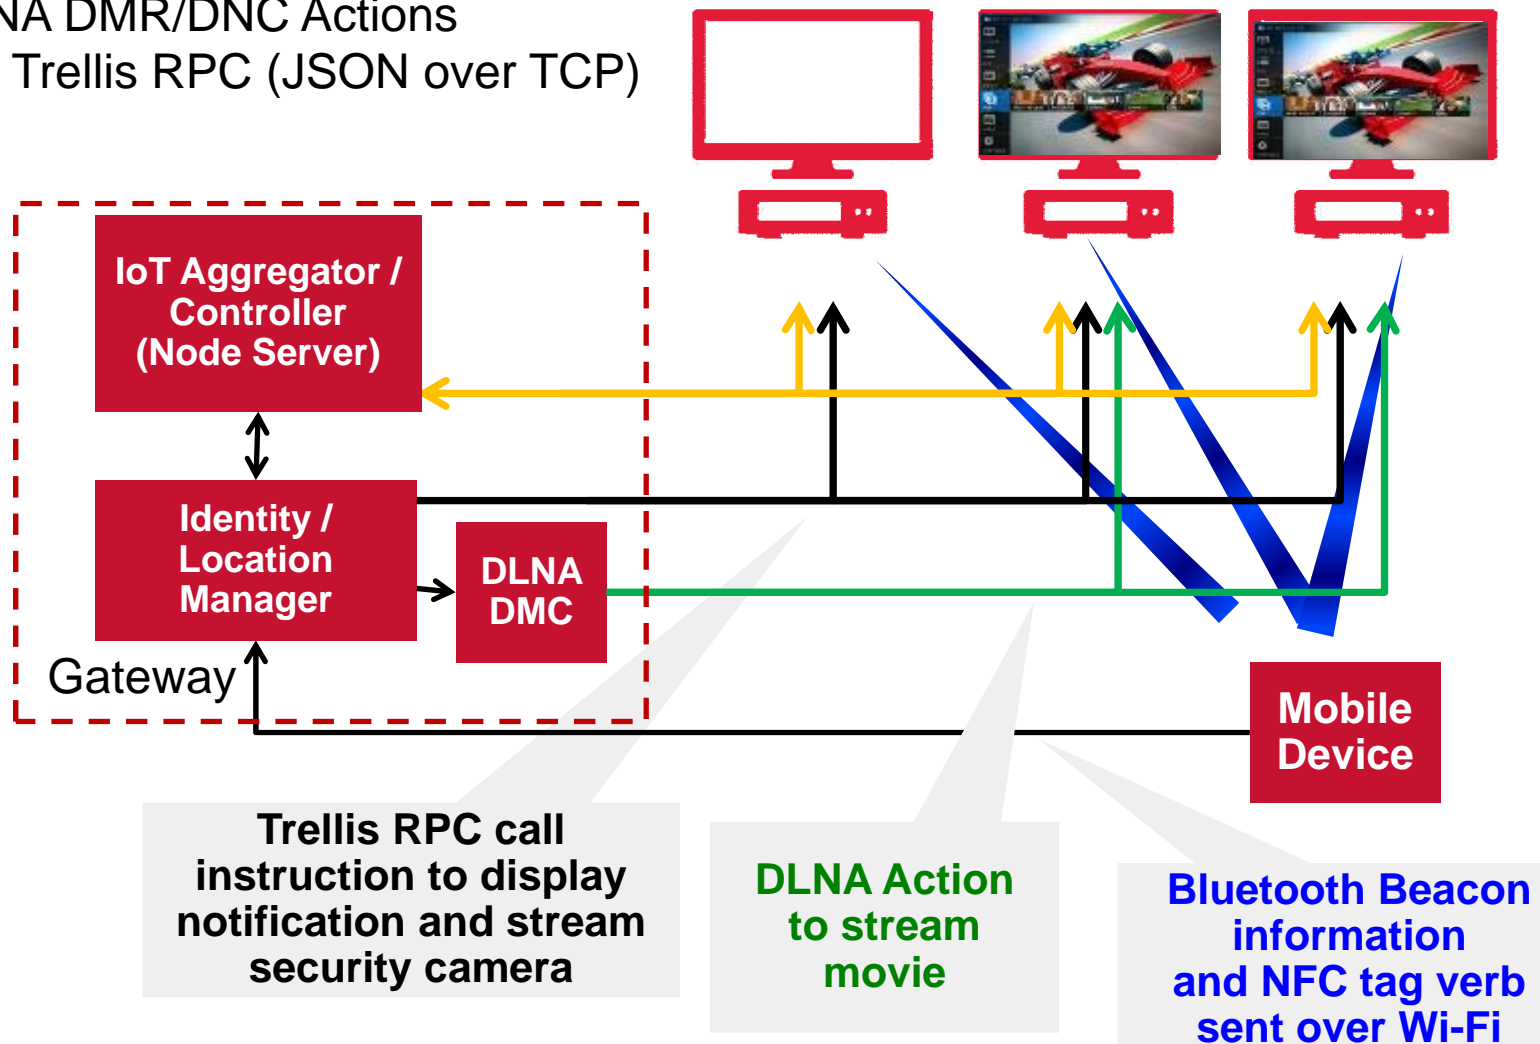 NA DMR/DNC Actions
Trellis RPC (JSON over TCP)
IoT Aggregator /
Controller
(Node Server)
Identity /
Location
Manager
DLNA
DMC
Gateway
Mobile
Device
Trellis RPC call
instruction to display
notification and stream
security camera
DLNA Action
to stream
movie
Bluetooth Beacon
information
and NFC tag verb
sent over Wi-Fi